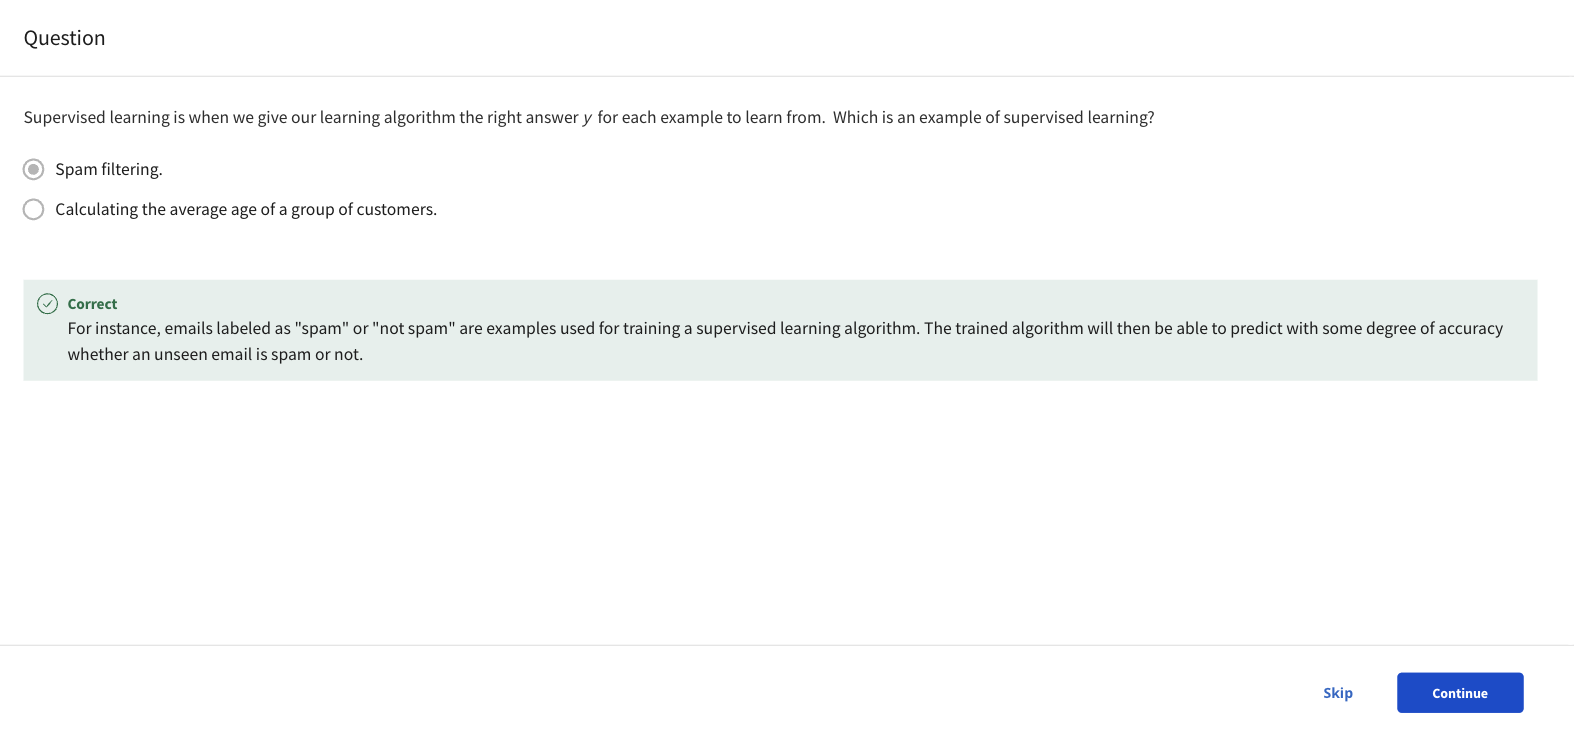 Question
Supervised learning is when we give our learning algorithm the right answer y for each example to learn from.  Which is an example of supervised learning?
Spam filtering.
Calculating the average age of a group of customers.
Correct
For instance, emails labeled as "spam" or "not spam" are examples used for training a supervised learning algorithm. The trained algorithm will then be able to predict with some degree of accuracy
whether an unseen email is spam or not.
Skip
Continue